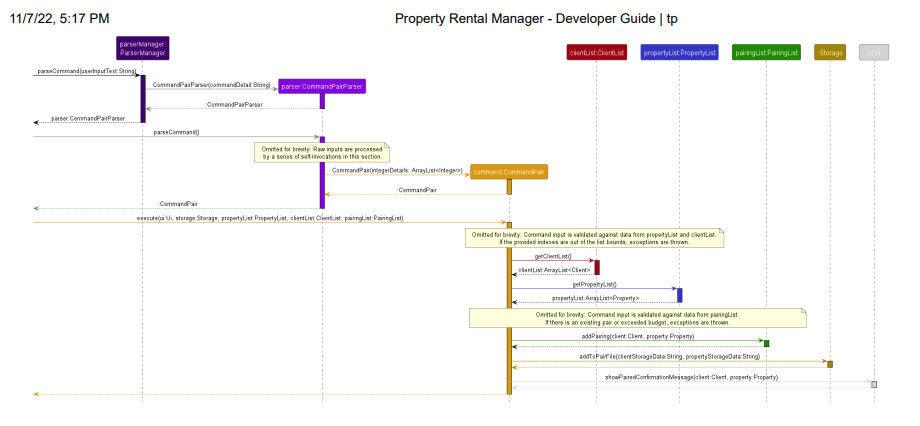 11/7/22, 5:17 PM
Property Rental Manager - Developer Guide | tp
parserManager:
ParserManager
clientList:ClientList
propertyList:PropertyList
pairingList:PairingList
:Storage
parseCommand(userInputText:String)
CommandPairParser(commandDetail:String)
parser:CommandPairParser
:CommandPairParser
parser:CommandPairParser
parseCommand()
Omitted for brevity: Raw inputs are processed
by a series of self-invocations in this section.
CommandPair(integerDetails: ArrayList<Integer>)
command:CommandPair
:CommandPair
:CommandPair
execute(ui:Ui, storage:Storage, propertyList:PropertyList, clientList:ClientList, pairingList:PairingList)
Omitted for brevity: Command input is validated against data from propertyList and clientList.
If the provided indexes are out of the list bounds, exceptions are thrown.
getClientList()
clientList:ArrayList<Client>
getPropertyList()
propertyList:ArrayList<Property>
Omitted for brevity: Command input is validated against data from pairingList.
If there is an existing pair or exceeded budget, exceptions are thrown.
addPairing(client:Client, property:Property)
addToPairFile(clientStorageData:String, propertyStorageData:String)
showPairedConfirmationMessage(client:Client, property:Property)